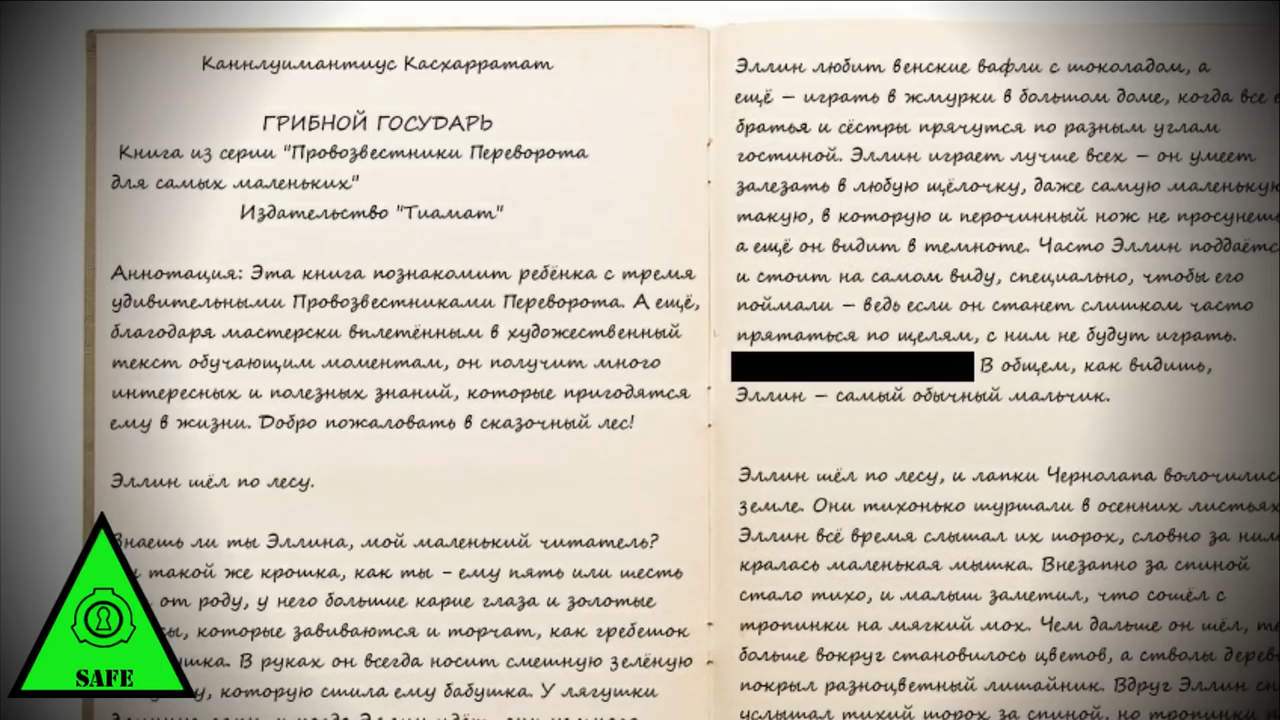 Каннлуимантиус Касхарратат
ГРИБНОЙ ГОСУДАРЬ
Книга из серии "Провозвестники Переворота
для самых маленьких"
Издательство "Тиамат"
Аннотация: Эта книга познакомит ребёнка с тремя
удивительными Провозвестниками Переворота. А ещё,
благодаря мастерски вплетённым в художественный
текст обучающим моментам, он получит много
интересных и полезных знаний, которые пригодятся
ему в жизни. Добро пожаловать в сказочный лес!
Эллин шёл по лесу.
Знаешь ли ты Эллина, мой маленький читатель?
такой же крошка, как ты – ему пять или шесть
от роду, у него большие карие глаза и золотые
которые завиваются и торчат, как гребешок
В руках он всегда носит смешную зелёную
которую сшила ему бабушка. У лягушки
SAFE
Эллин любит венские вафли с шоколадом, а
ещё – играть в жмурки в большом доме, когда все
братья и сёстры прячутся по разным углам
гостиной. Эллин играет лучше всех – он умеет
залезать в любую щёлочку, даже самую маленькую
такую, в которую и перочинный нож не
а ещё он видит в темноте. Часто Эллин
и стоит на самом виду, специально, чтобы его
поймали – ведь если он станет слишком часто
прятаться по щелям, с ним не будут играть.
В общем, как видишь,
Эллин – самый обычный мальчик.
Эллин шёл по лесу, и лапки Чернолапа
земле. Они тихонько шуршали в осенних листьях
Эллин всё время слышал их шорох, словно за ним
кралась маленькая мышка. Внезапно за спиной
стало тихо, и малыш заметил, что сошёл с
тропинки на мягкий мох. Чем дальше он шёл,
больше вокруг становилось цветов, а стволы
покрыл разноцветный лишайник. Вдруг Эллин
услышал тихий шорох за спиной, но тропинки